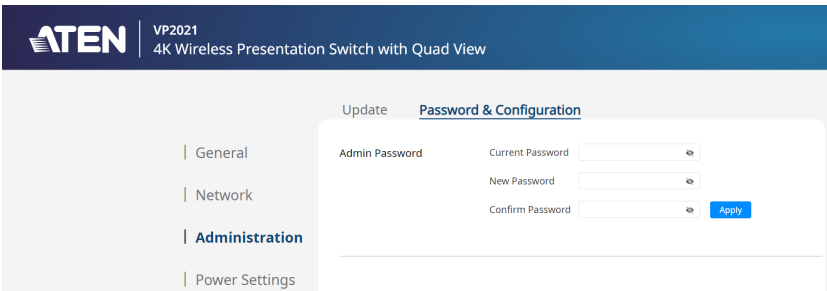 ATEN
VP2021
4K Wireless Presentation Switch with Quad View
Update
Password & Configuration
General
Admin Password
Current Password
Network
New Password
Confirm Password
Apply
Administration
Power Settings